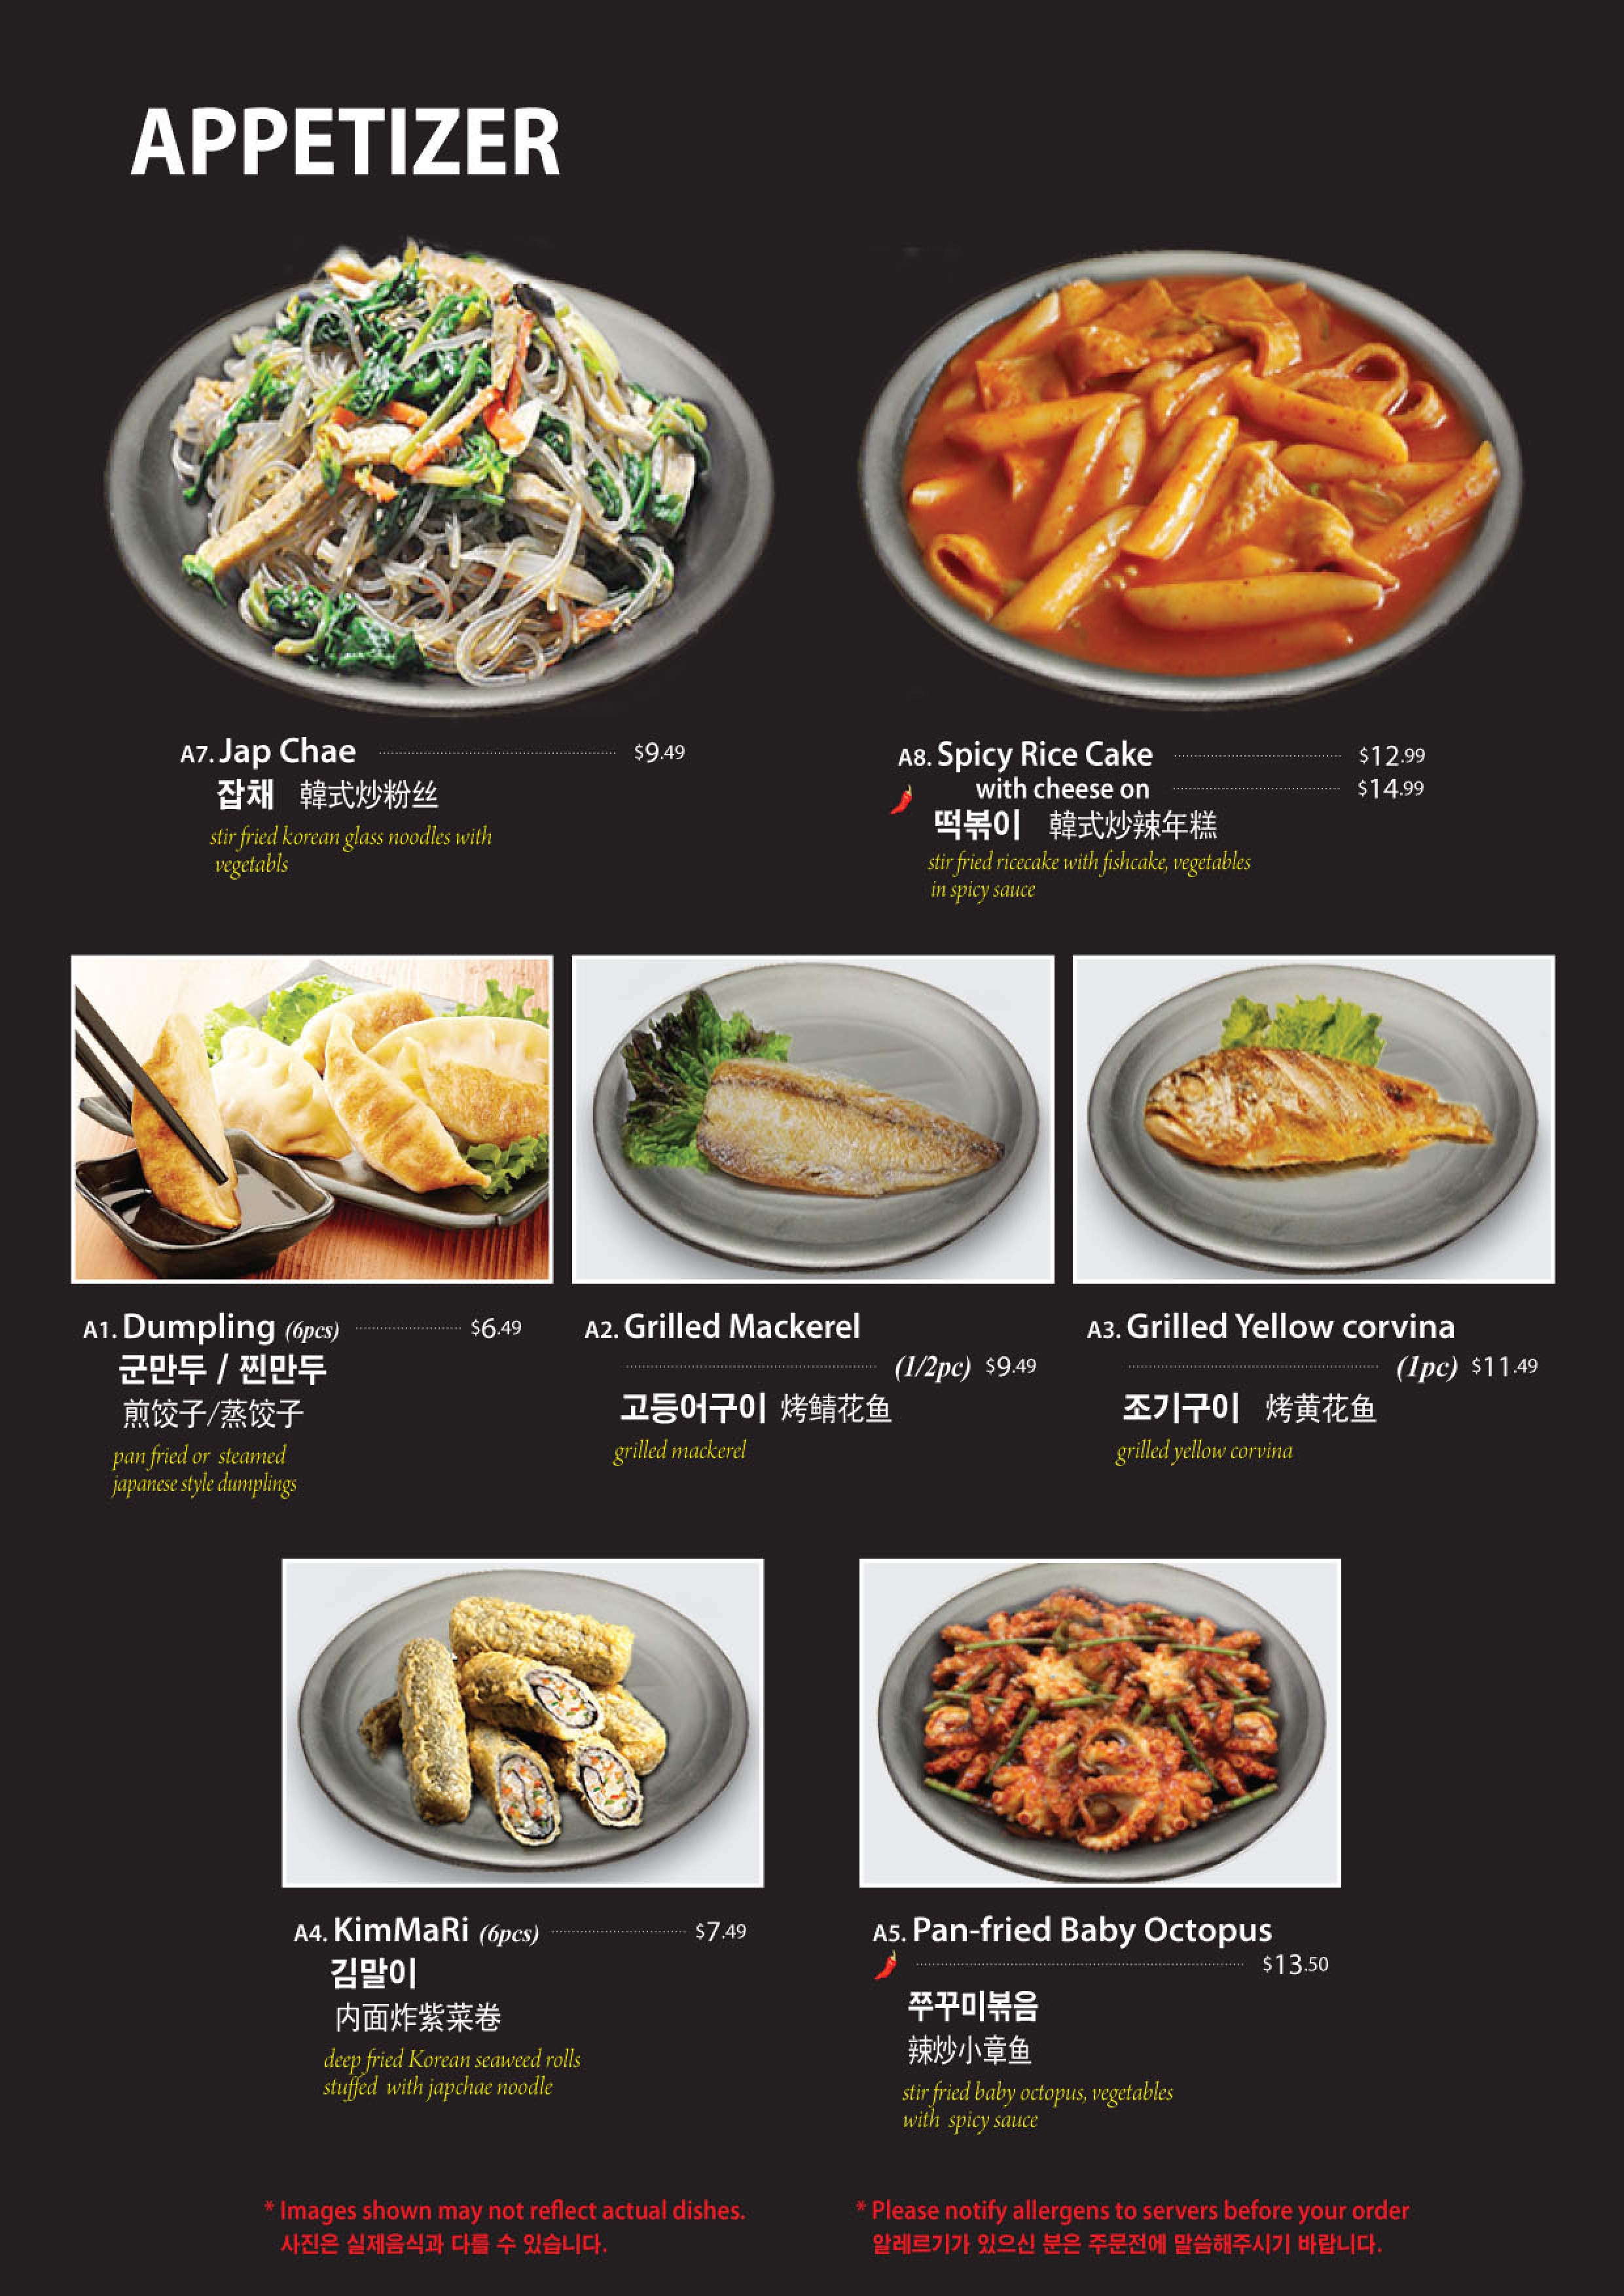 APPETIZER
A7. Jap Chae $9.49
잡채 韓式炒粉丝
stir fried korean glass noodles with
vegetabls
A8. Spicy Rice Cake $12.99
with cheese on $14.99
떡볶이 韓式炒辣年糕
stir fried ricecake with fishcake, vegetables
in spicy sauce
A1. Dumpling (6pcs) $6.49
군만두 / 찐만두
煎饺子/蒸饺子
pan fried or steamed
japanese style dumplings
A2. Grilled Mackerel
(1/2pc) $9.49
고등어구이 烤鲭花鱼
grilled mackerel
A3. Grilled Yellow corvina
(1pc) $11.49
조기구이 烤黄花鱼
grilled yellow corvina
A4. KimMaRi (6pcs) $7.49
김말이
内面炸紫菜卷
deep fried Korean seaweed rolls
stuffed with japchae noodle
A5. Pan-fried Baby Octopus
$13.50
쭈꾸미볶음
辣炒小章鱼
stir fried baby octopus, vegetables
with spicy sauce
* Images shown may not reflect actual dishes.
사진은 실제음식과 다를 수 있습니다.
* Please notify allergens to servers before your order
알레르기가 있으신 분은 주문전에 말씀해주시기 바랍니다.